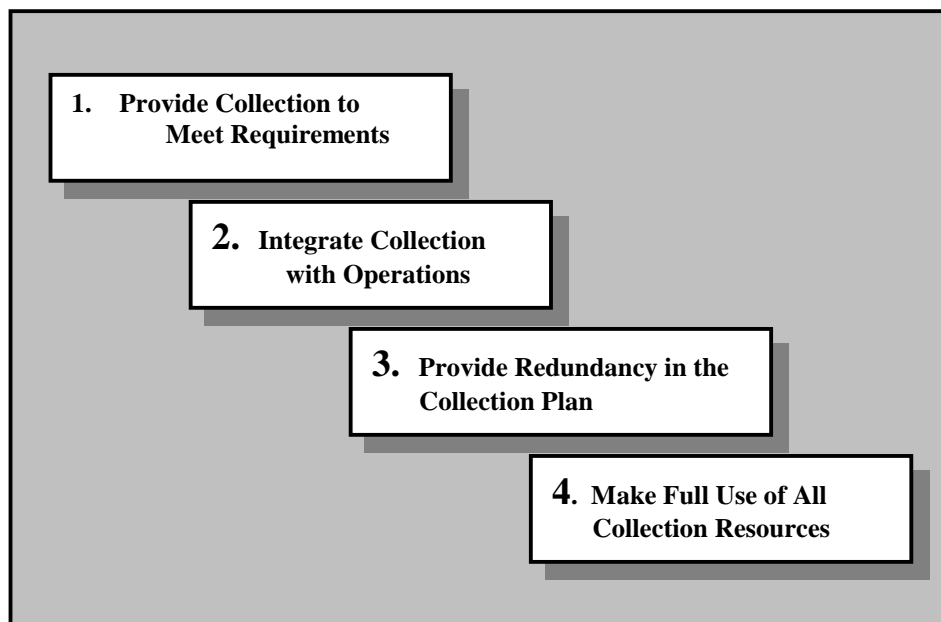 1. Provide Collection to
Meet Requirements
2. Integrate Collection
with Operations
3. Provide Redundancy in the
Collection Plan
4. Make Full Use of All
Collection Resources